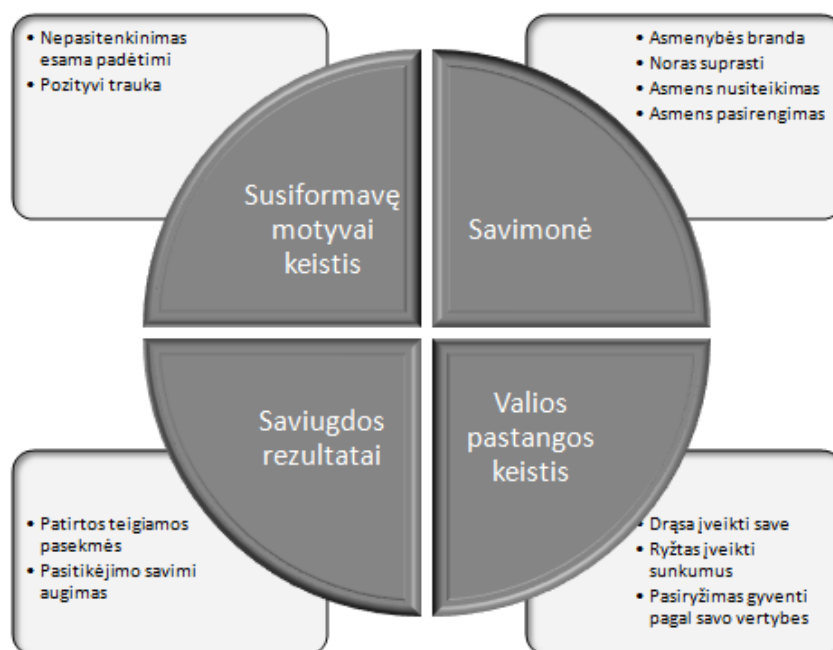 • Nepasitenkinimas
esama padėtimi
• Pozityvi trauka
• Asmenybės branda
• Noras suprasti
• Asmens nusiteikimas
• Asmens pasirengimas
Susiformavę
motyvai
keistis
Savimonė
Saviugdos
rezultatai
Valios
pastangos
keistis
• Patirtos teigiamos
pasekmės
• Pasitikėjimo savimi
augimas
• Drąsa įveikti save
• Ryžtas įveikti
sunkumus
• Pasiryžimas gyventi
pagal savo vertybes